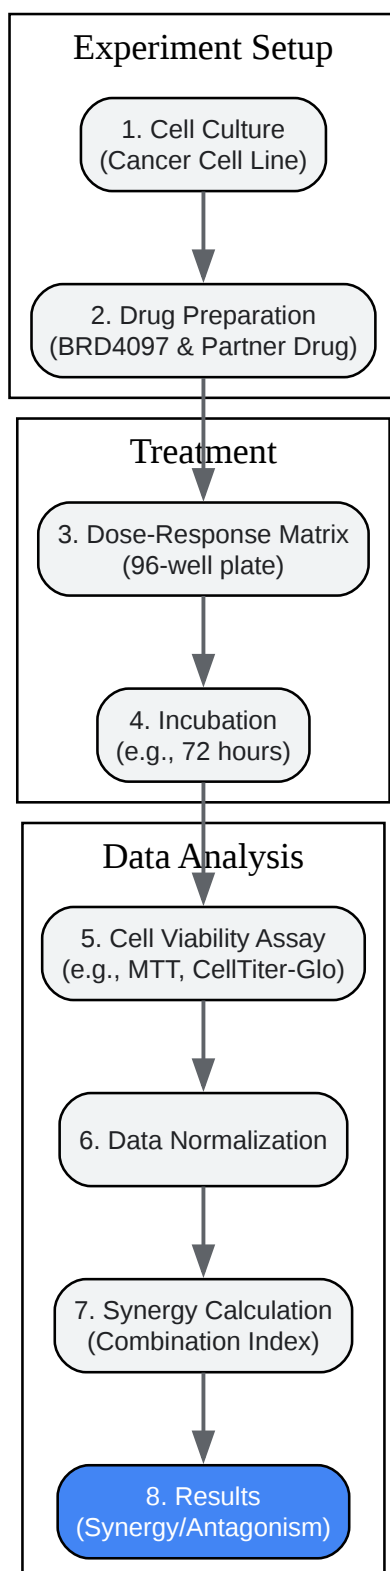 Experiment Setup
1. Cell Culture
(Cancer Cell Line)
2. Drug Preparation
(BRD4097 & Partner Drug)
Treatment
3. Dose-Response Matrix
(96-well plate)
4. Incubation
(e.g., 72 hours)
Data Analysis
5. Cell Viability Assay
(e.g., MTT, CellTiter-Glo)
6. Data Normalization
7. Synergy Calculation
(Combination Index)
8. Results
(Synergy/Antagonism)